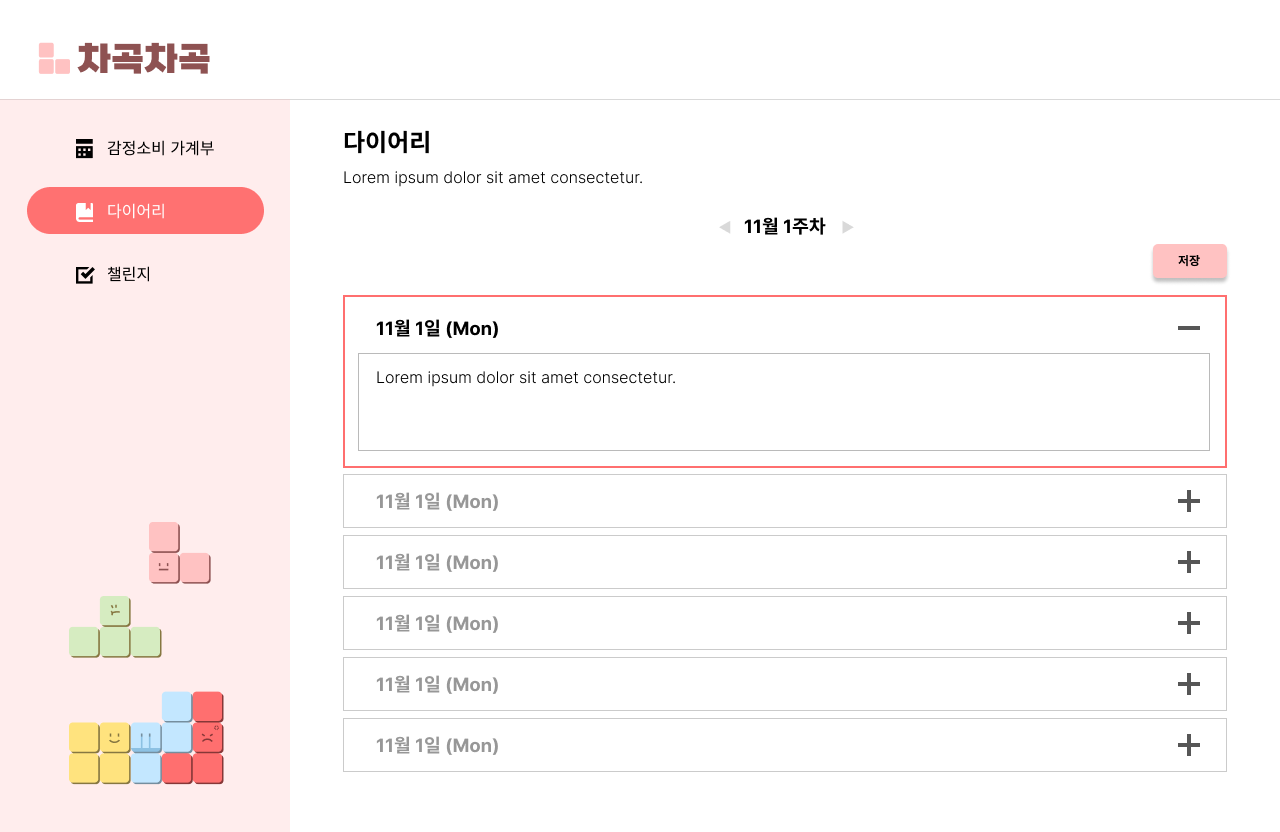 차곡차곡
감정소비 가계부
다이어리
챌린지
다이어리
Lorem ipsum dolor sit amet consectetur.
11월 1주차
저장
11월 1일 (Mon)
Lorem ipsum dolor sit amet consectetur.
11월 1일 (Mon)
11월 1일 (Mon)
11월 1일 (Mon)
11월 1일 (Mon)
11월 1일 (Mon)